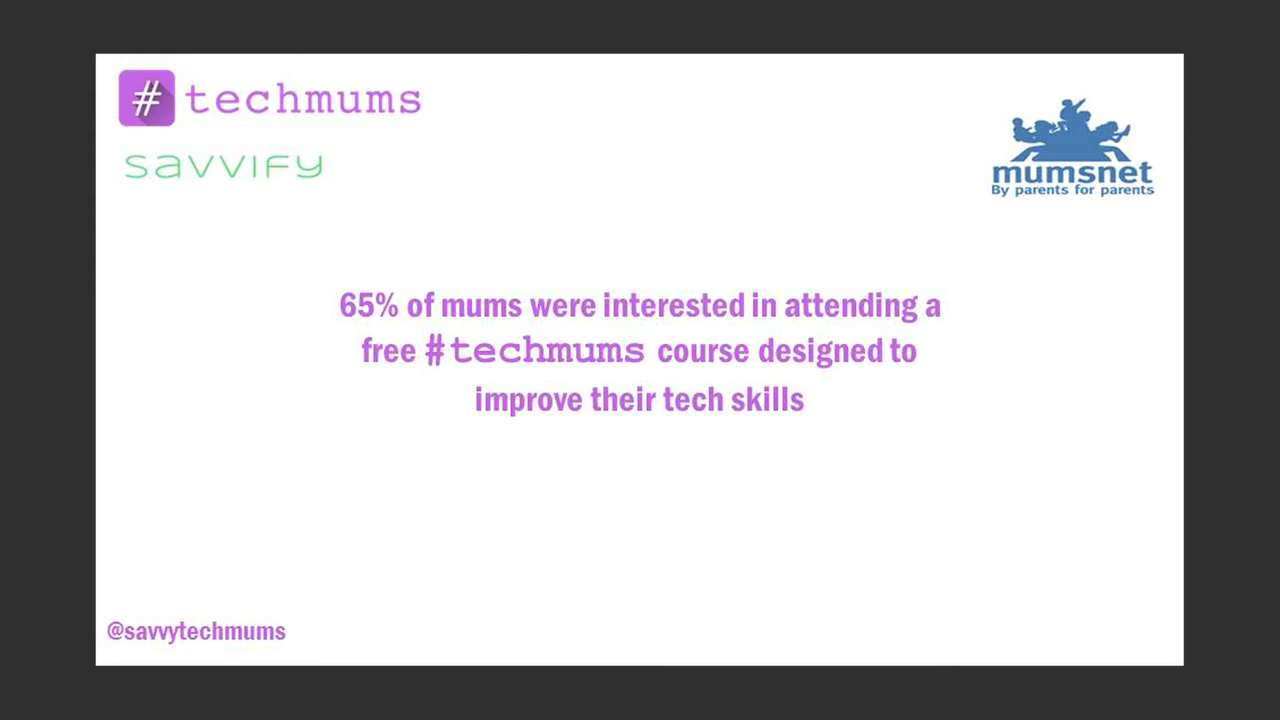 # techmums
savvify
mumsnet
By parents for parents
65% of mums were interested in attending a
free #techmums course designed to
improve their tech skills
@savvytechmums